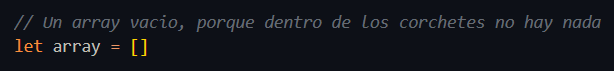 // Un array vacio, porque dentro de los corchetes no hay nada
let array = []